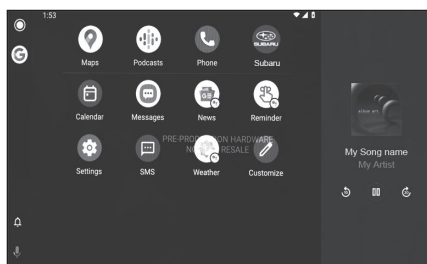 1:53
Maps
Podcasts
Phone
SUBARU
Subaru
Calendar
Messages
News
Reminder
PRE-PRODUCTION HARDWARE
NOT FOR RESALE
Settings
SMS
Weather
Customize
My Song name
My Artist